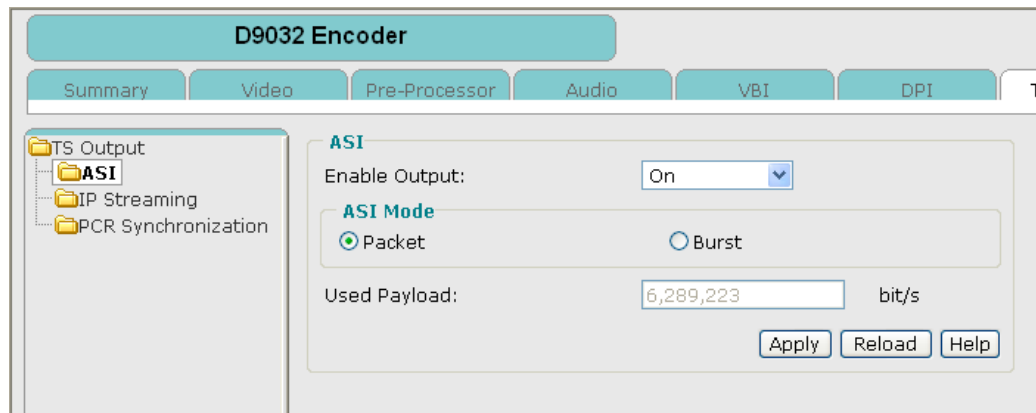 D9032 Encoder
Summary Video Pre-Processor Audio VBI DPI T
TS Output
ASI
IP Streaming
PCR Synchronization
ASI
Enable Output: On
ASI Mode
Packet Burst
Used Payload: 6,289,223 bit/s
Apply Reload Help